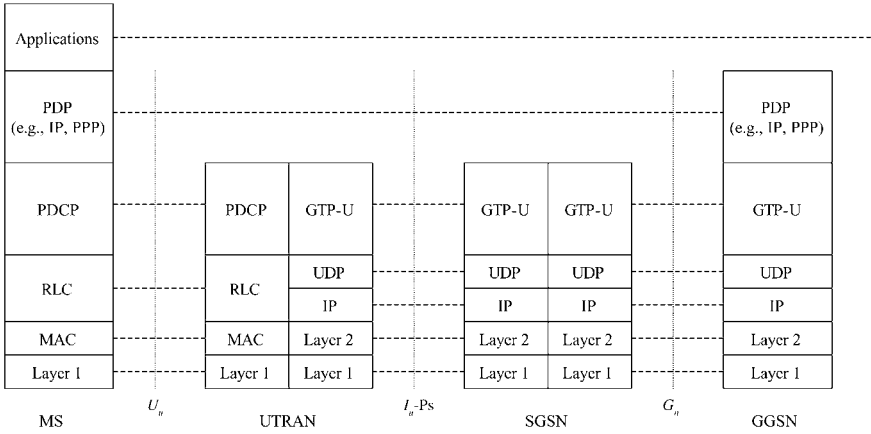 Applications
PDP
(e.g., IP, PPP)
PDP
(e.g., IP, PPP)
PDCP
PDCP
GTP-U
GTP-U
GTP-U
GTP-U
RLC
RLC
UDP
UDP
UDP
UDP
IP
IP
IP
IP
MAC
MAC
Layer 2
Layer 2
Layer 2
Layer 2
Layer 1
Layer 1
Layer 1
Layer 1
Layer 1
Layer 1
MS
Uu
UTRAN
Iu-Ps
SGSN
Gn
GGSN